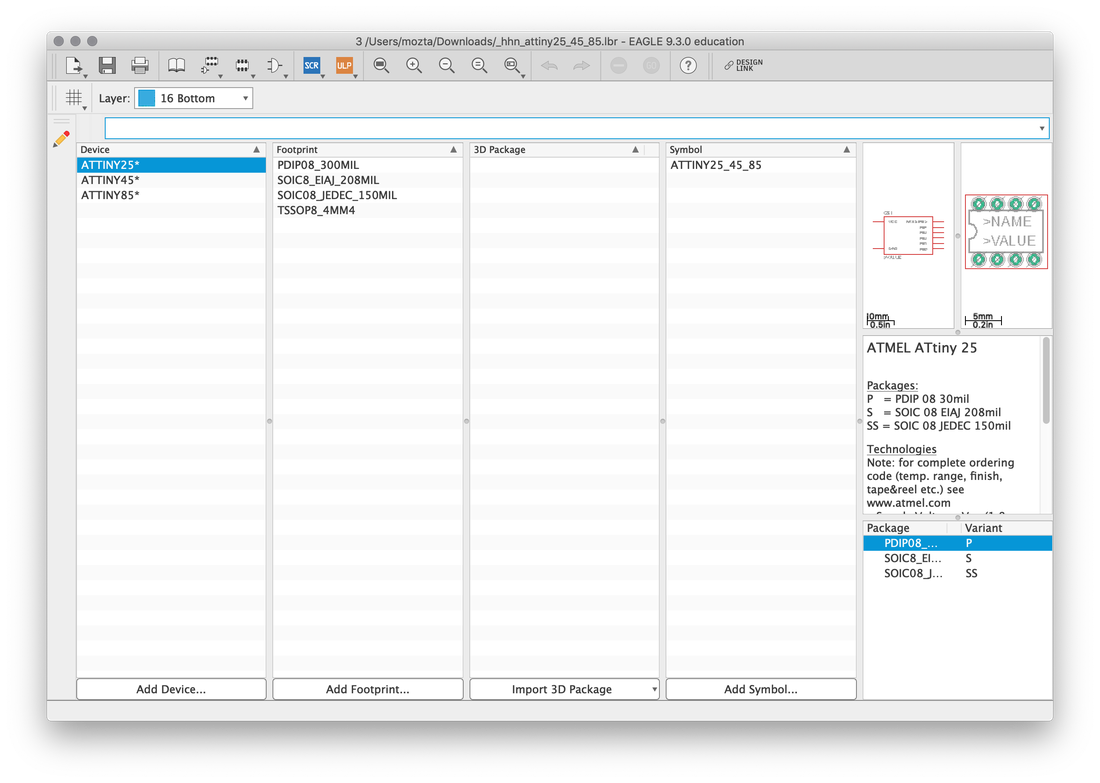 3 /Users/mozta/Downloads/_hhn_attiny25_45_85.lbr - EAGLE 9.3.0 education
SCR ULP ? DESIGN LINK
Layer: 16 Bottom
Device Footprint 3D Package Symbol
ATTINY25* PDIP08_300MIL ATTINY25_45_85
ATTINY45* SOIC8_EIAJ_208MIL
ATTINY85* SOIC08_JEDEC_150MIL
TSSOP8_4MM4
>NAME
>VALUE
0mm
0.5in
5mm
0.2in
ATMEL ATtiny 25
Packages:
P = PDIP 08 30mil
S = SOIC 08 EIAJ 208mil
SS = SOIC 08 JEDEC 150mil
Technologies
Note: for complete ordering
code (temp. range, finish,
tape&reel etc.) see
www.atmel.com
Package Variant
PDIP08_... P
SOIC8_EI... S
SOIC08_J... SS
Add Device... Add Footprint... Import 3D Package Add Symbol...